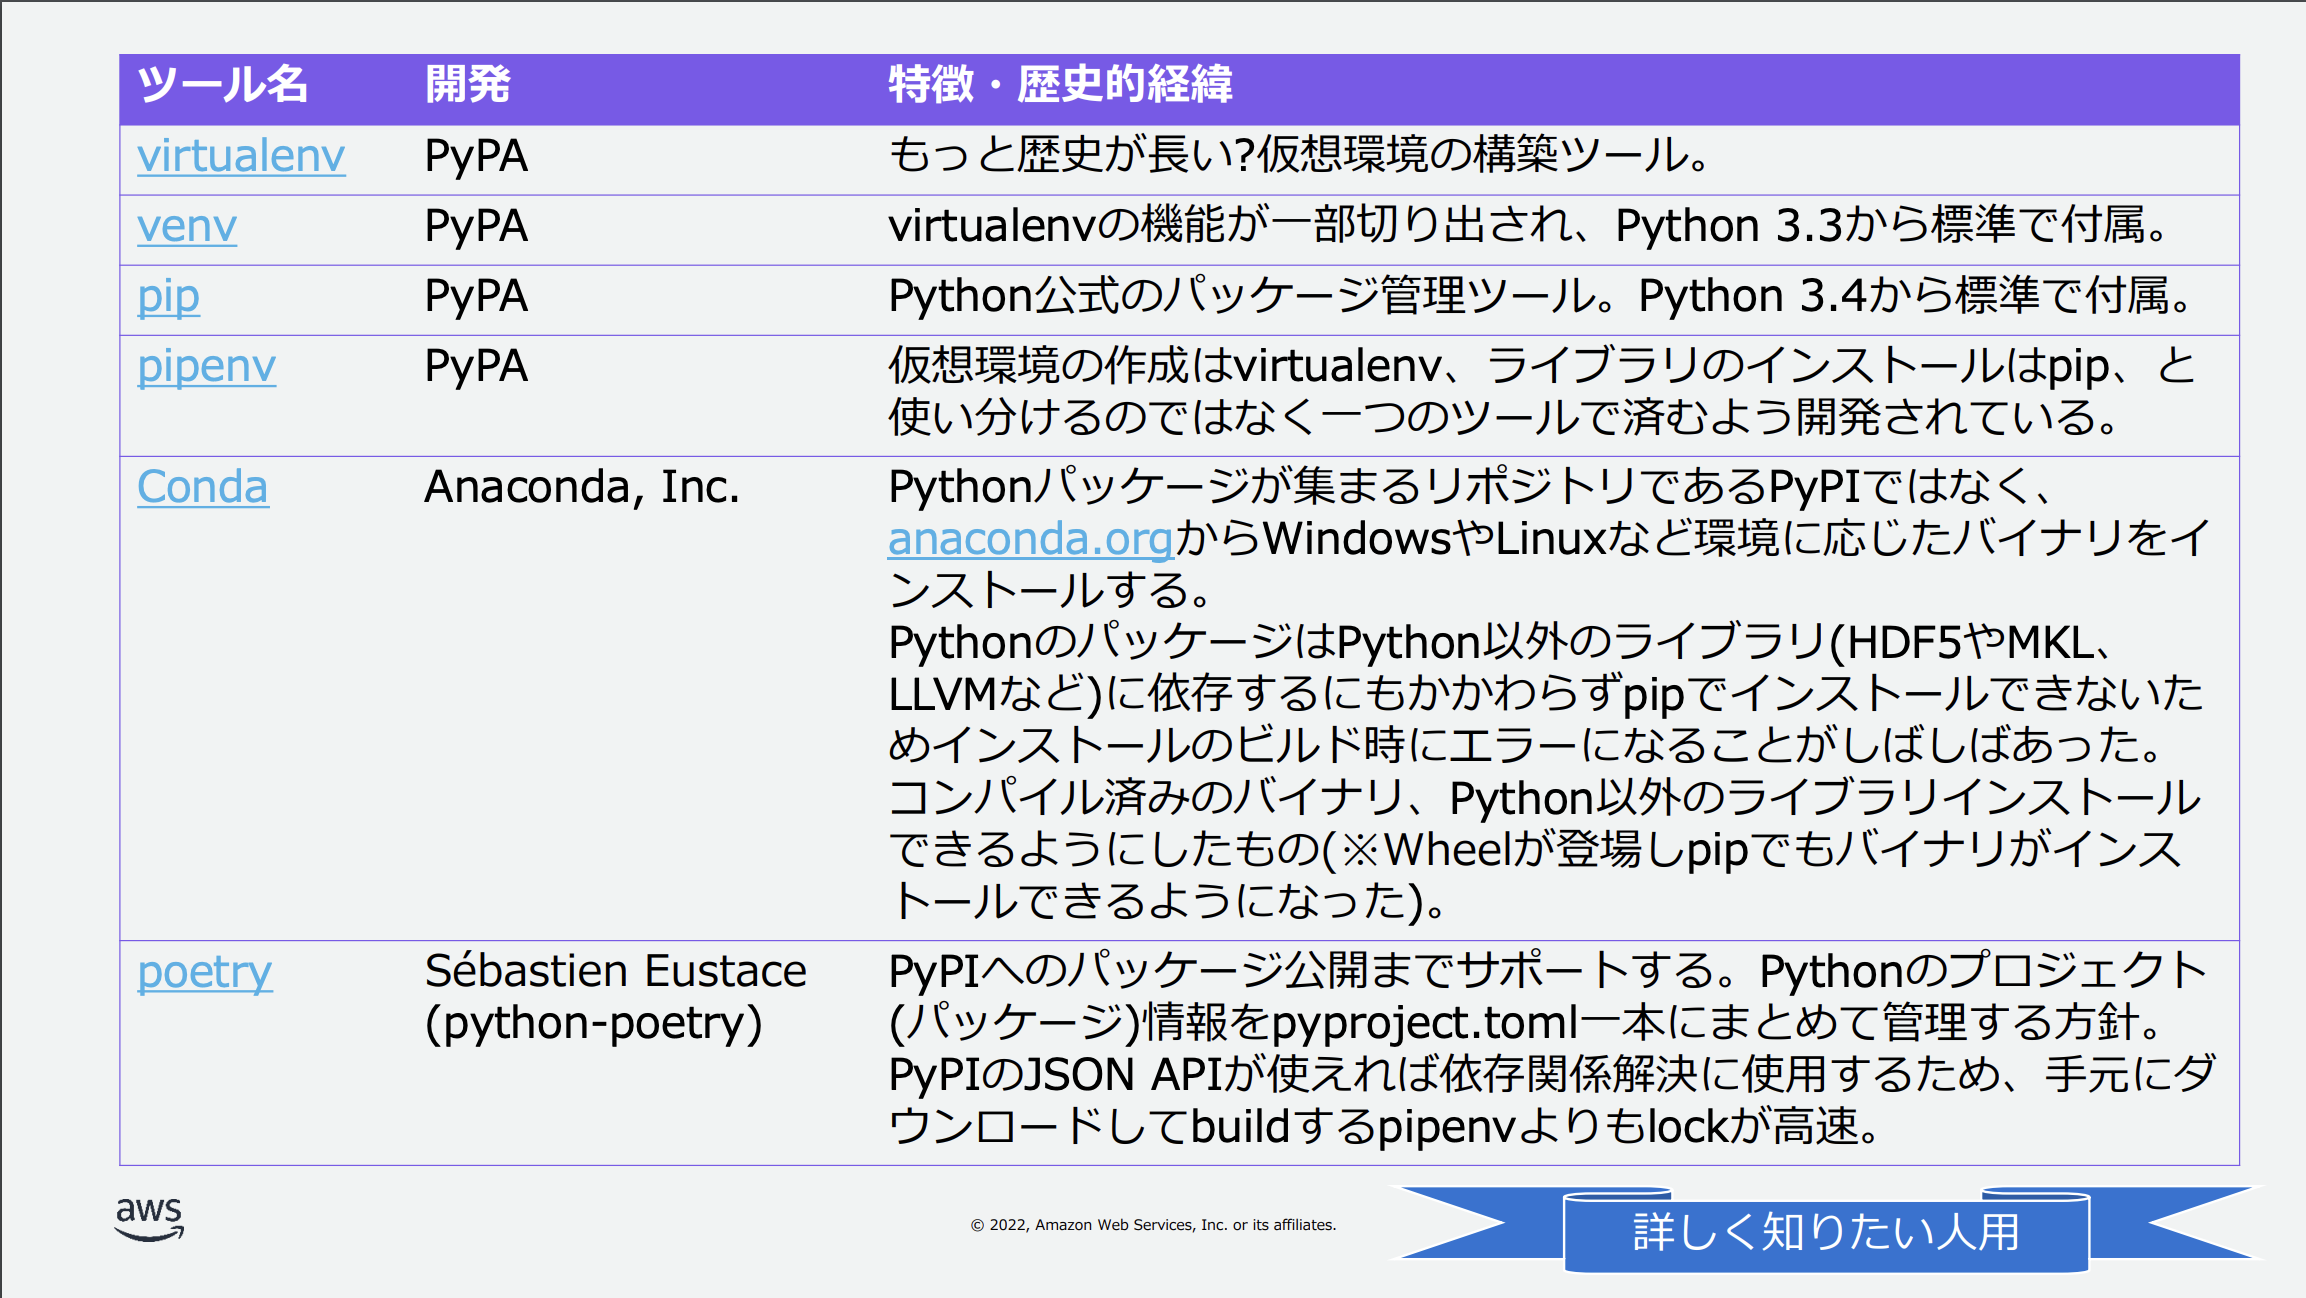 ツール名 開発 特徴・歴史的経緯
virtualenv PyPA もっと歴史が長い?仮想環境の構築ツール。
venv PyPA virtualenvの機能が一部切り出され、Python 3.3から標準で付属。
pip PyPA Python公式のパッケージ管理ツール。Python 3.4から標準で付属。
pipenv PyPA 仮想環境の作成はvirtualenv、ライブラリのインストールはpip、と
使い分けるのではなく一つのツールで済むよう開発されている。
Conda Anaconda, Inc. Pythonパッケージが集まるリポジトリであるPyPIではなく、
anaconda.orgからWindowsやLinuxなど環境に応じたバイナリをイ
ンストールする。
PythonのパッケージはPython以外のライブラリ(HDF5やMKL、
LLVMなど)に依存するにもかかわらずpipでインストールできないた
めインストールのビルド時にエラーになることがしばしばあった。
コンパイル済みのバイナリ、Python以外のライブラリインストール
できるようにしたもの(※Wheelが登場しpipでもバイナリがインス
トールできるようになった)。
poetry Sébastien Eustace PyPIへのパッケージ公開までサポートする。Pythonのプロジェクト
(python-poetry) (パッケージ)情報をpyproject.toml一本にまとめて管理する方針。
PyPIのJSON APIが使えれば依存関係解決に使用するため、手元にダ
ウンロードしてbuildするpipenvよりもlockが高速。
aws
© 2022, Amazon Web Services, Inc. or its affiliates.
詳しく知りたい人用